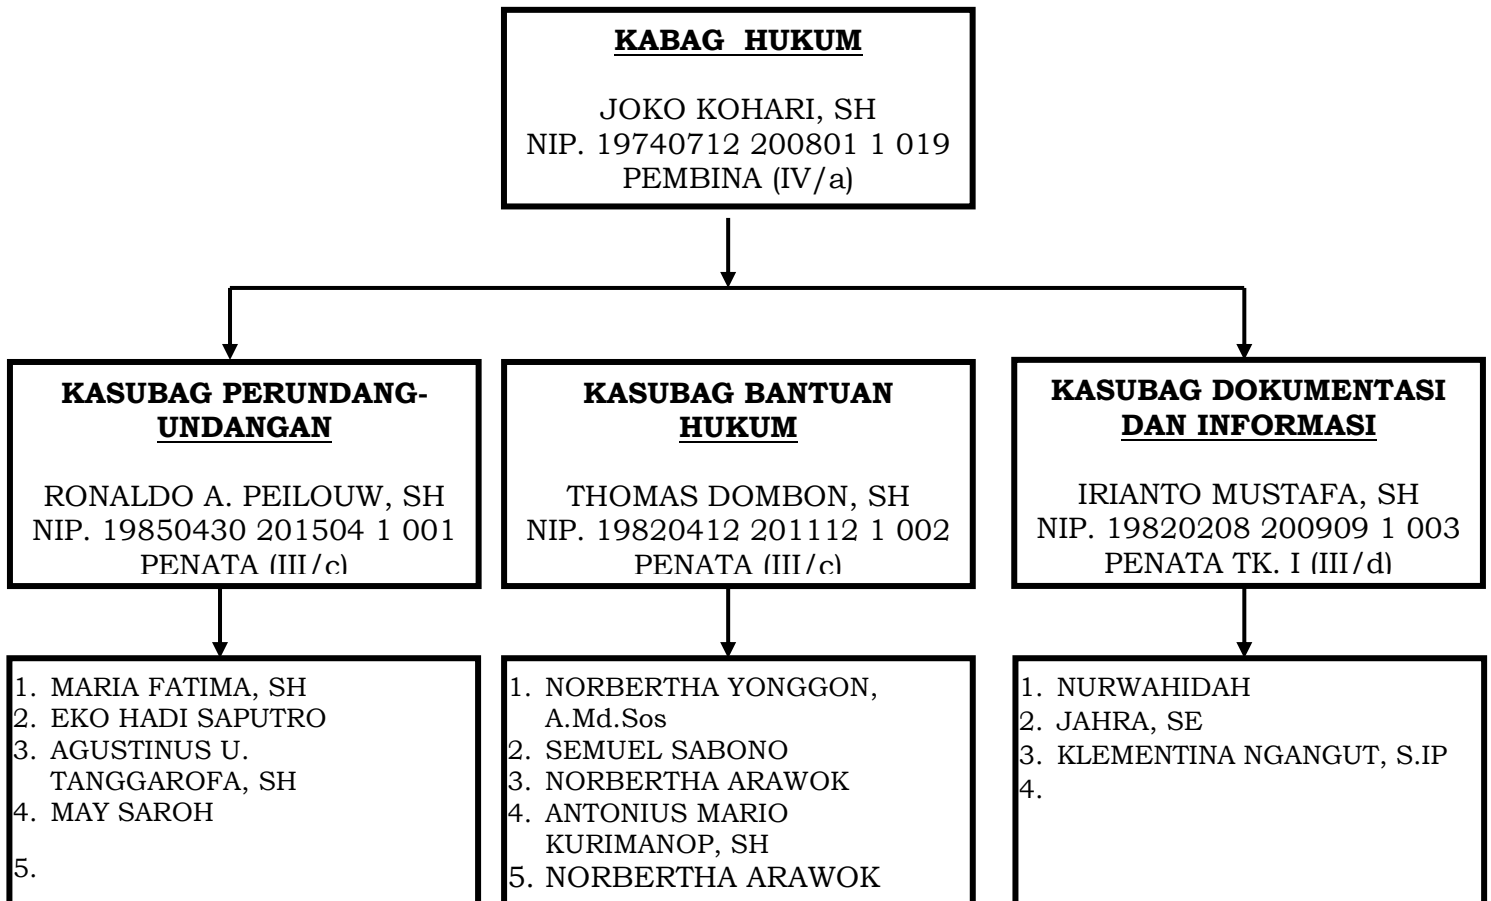 KABAG HUKUM
JOKO KOHARI, SH
NIP. 19740712 200801 1 019
PEMBINA (IV/a)
KASUBAG PERUNDANG-
UNDANGAN
RONALDO A. PEILOUW, SH
NIP. 19850430 201504 1 001
PENATA (III/c)
KASUBAG BANTUAN
HUKUM
THOMAS DOMBON, SH
NIP. 19820412 201112 1 002
PENATA (III/c)
KASUBAG DOKUMENTASI
DAN INFORMASI
IRIANTO MUSTAFA, SH
NIP. 19820208 200909 1 003
PENATA TK. I (III/d)
1. MARIA FATIMA, SH
2. EKO HADI SAPUTRO
3. AGUSTINUS U.
TANGGAROFA, SH
4. MAY SAROH
5.
1. NORBERTHA YONGGON,
A.Md.Sos
2. SEMUEL SABONO
3. NORBERTHA ARAWOK
4. ANTONIUS MARIO
KURIMANOP, SH
5. NORBERTHA ARAWOK
1. NURWAHIDAH
2. JAHRA, SE
3. KLEMENTINA NGANGUT, S.IP
4.